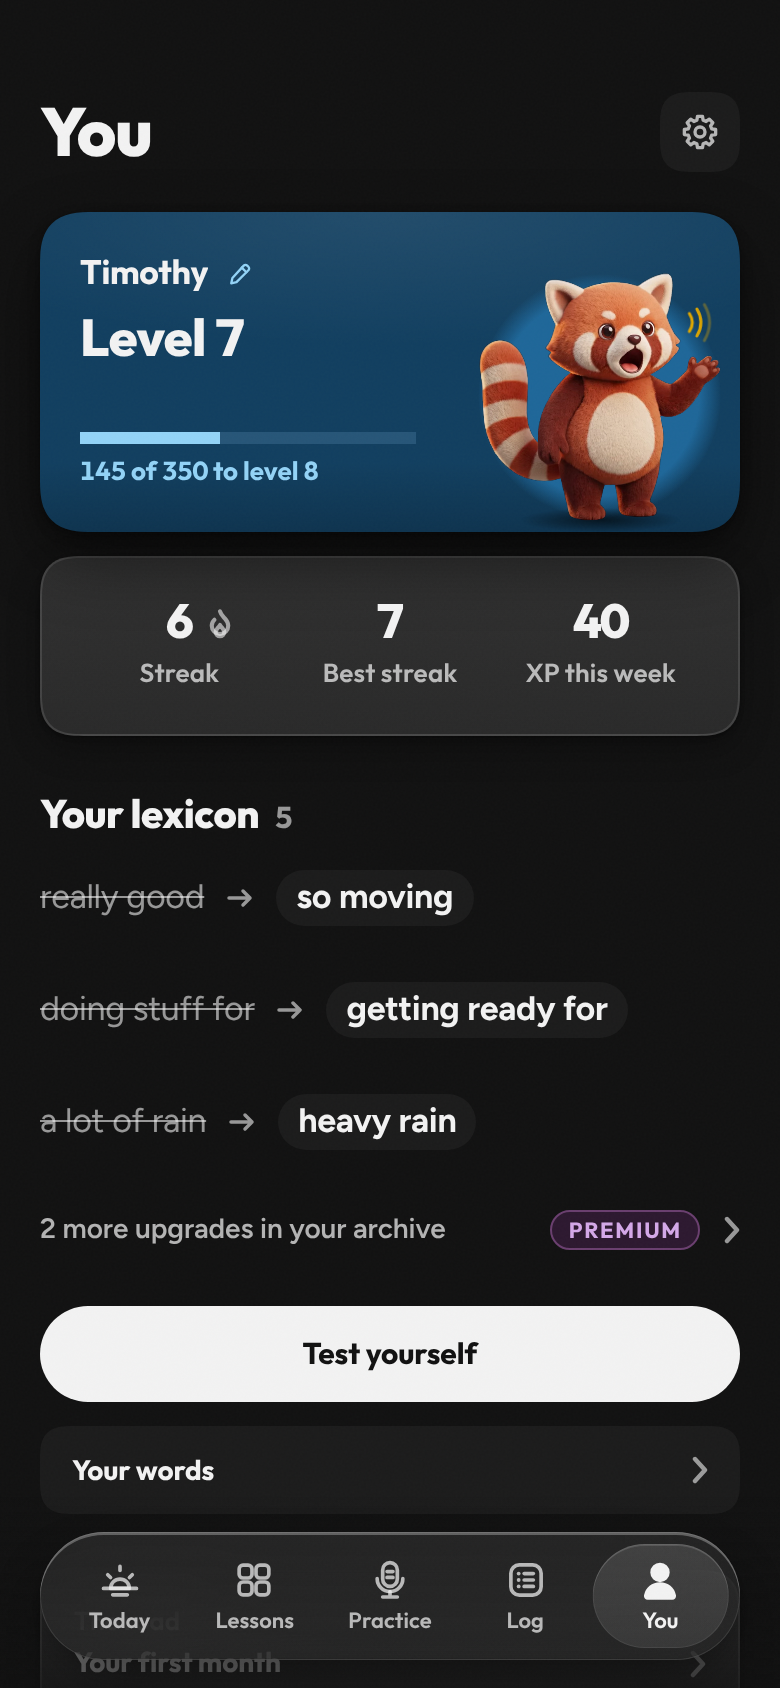 You
Timothy
Level 7
145 of 350 to level 8
6
7
40
Streak
Best streak
XP this week
Your lexicon 5
really good → so moving
doing stuff for → getting ready for
a lot of rain → heavy rain
2 more upgrades in your archive PREMIUM
Test yourself
Your words
Today
Lessons
Practice
Log
You
Your first month